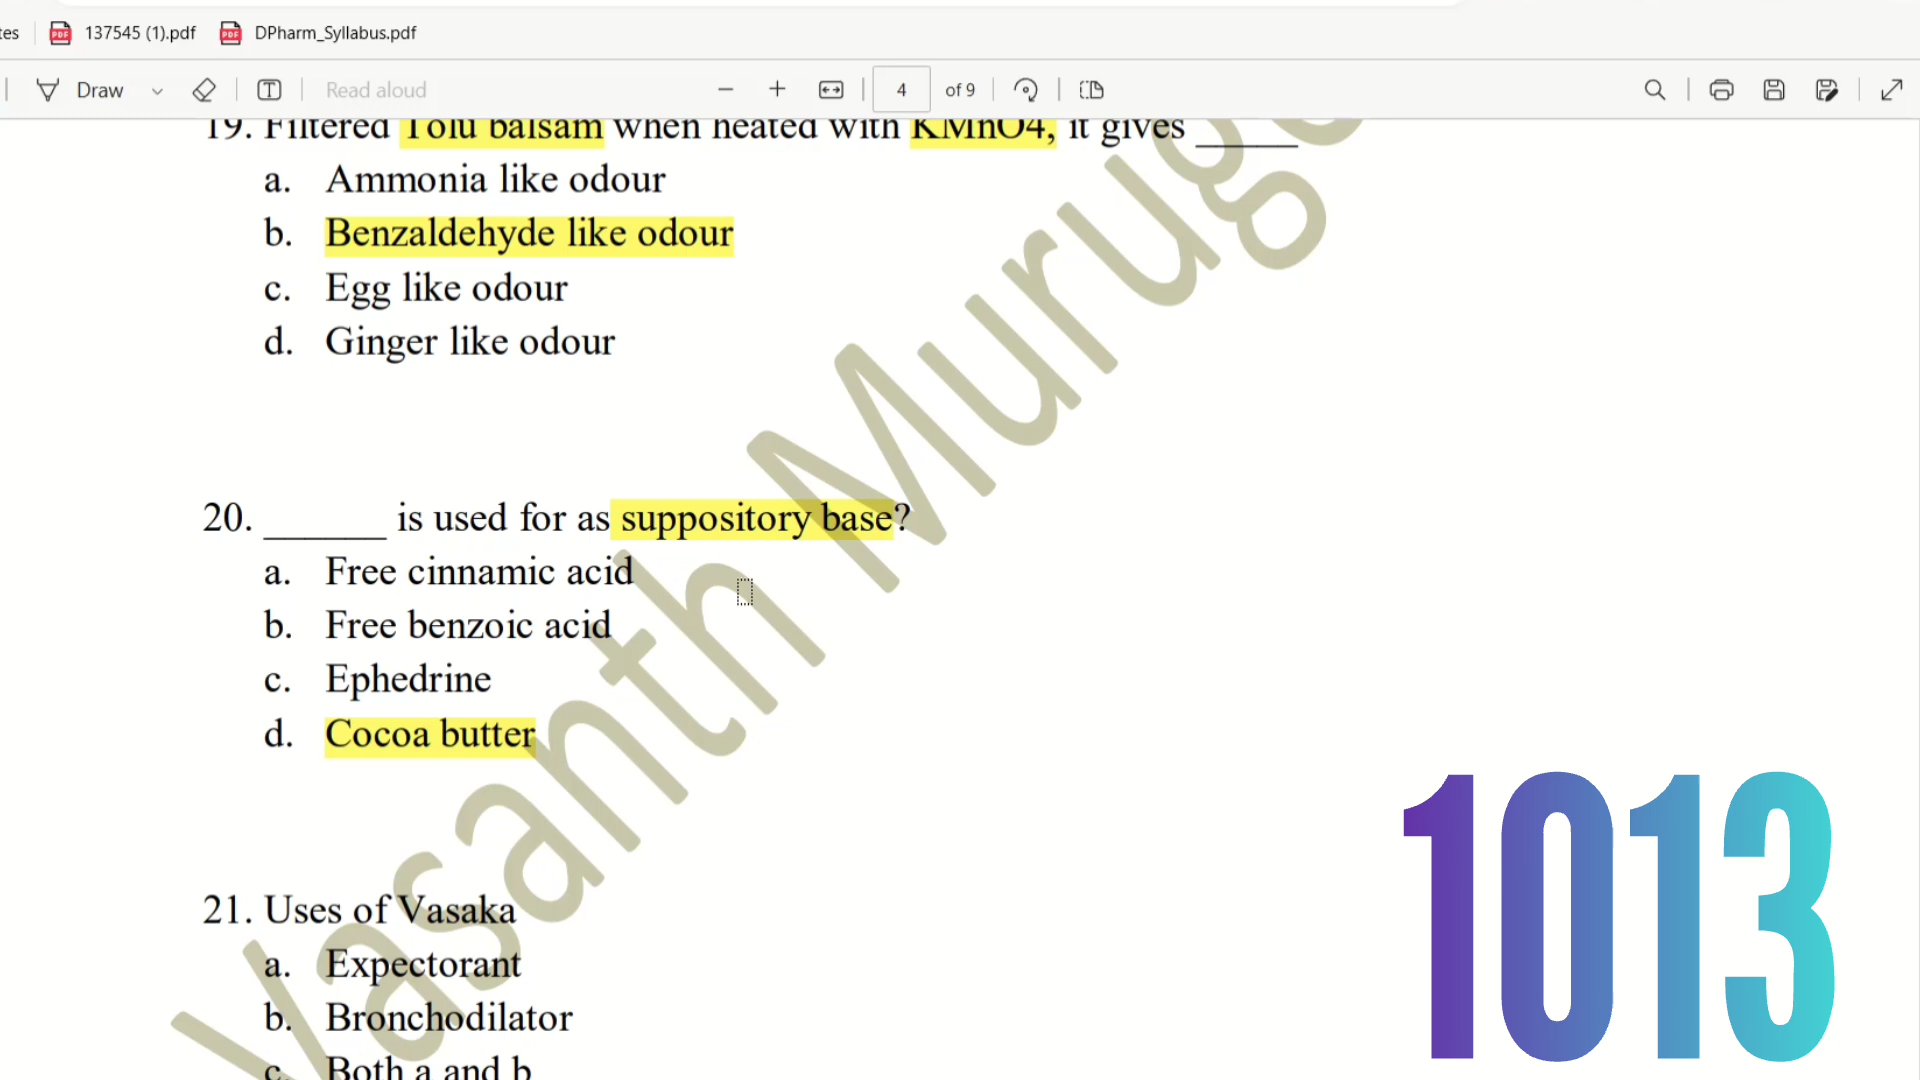 tes 137545 (1).pdf DPharm_Syllabus.pdf
Draw Read aloud 4 of 9
19. Filtered Tolu balsam when heated with KMnO4, it gives _____
a. Ammonia like odour
b. Benzaldehyde like odour
c. Egg like odour
d. Ginger like odour
20. ______ is used for as suppository base?
a. Free cinnamic acid
b. Free benzoic acid
c. Ephedrine
d. Cocoa butter
21. Uses of Vasaka
a. Expectorant
b. Bronchodilator
c. Both a and b
Vasanth Muruge
1013